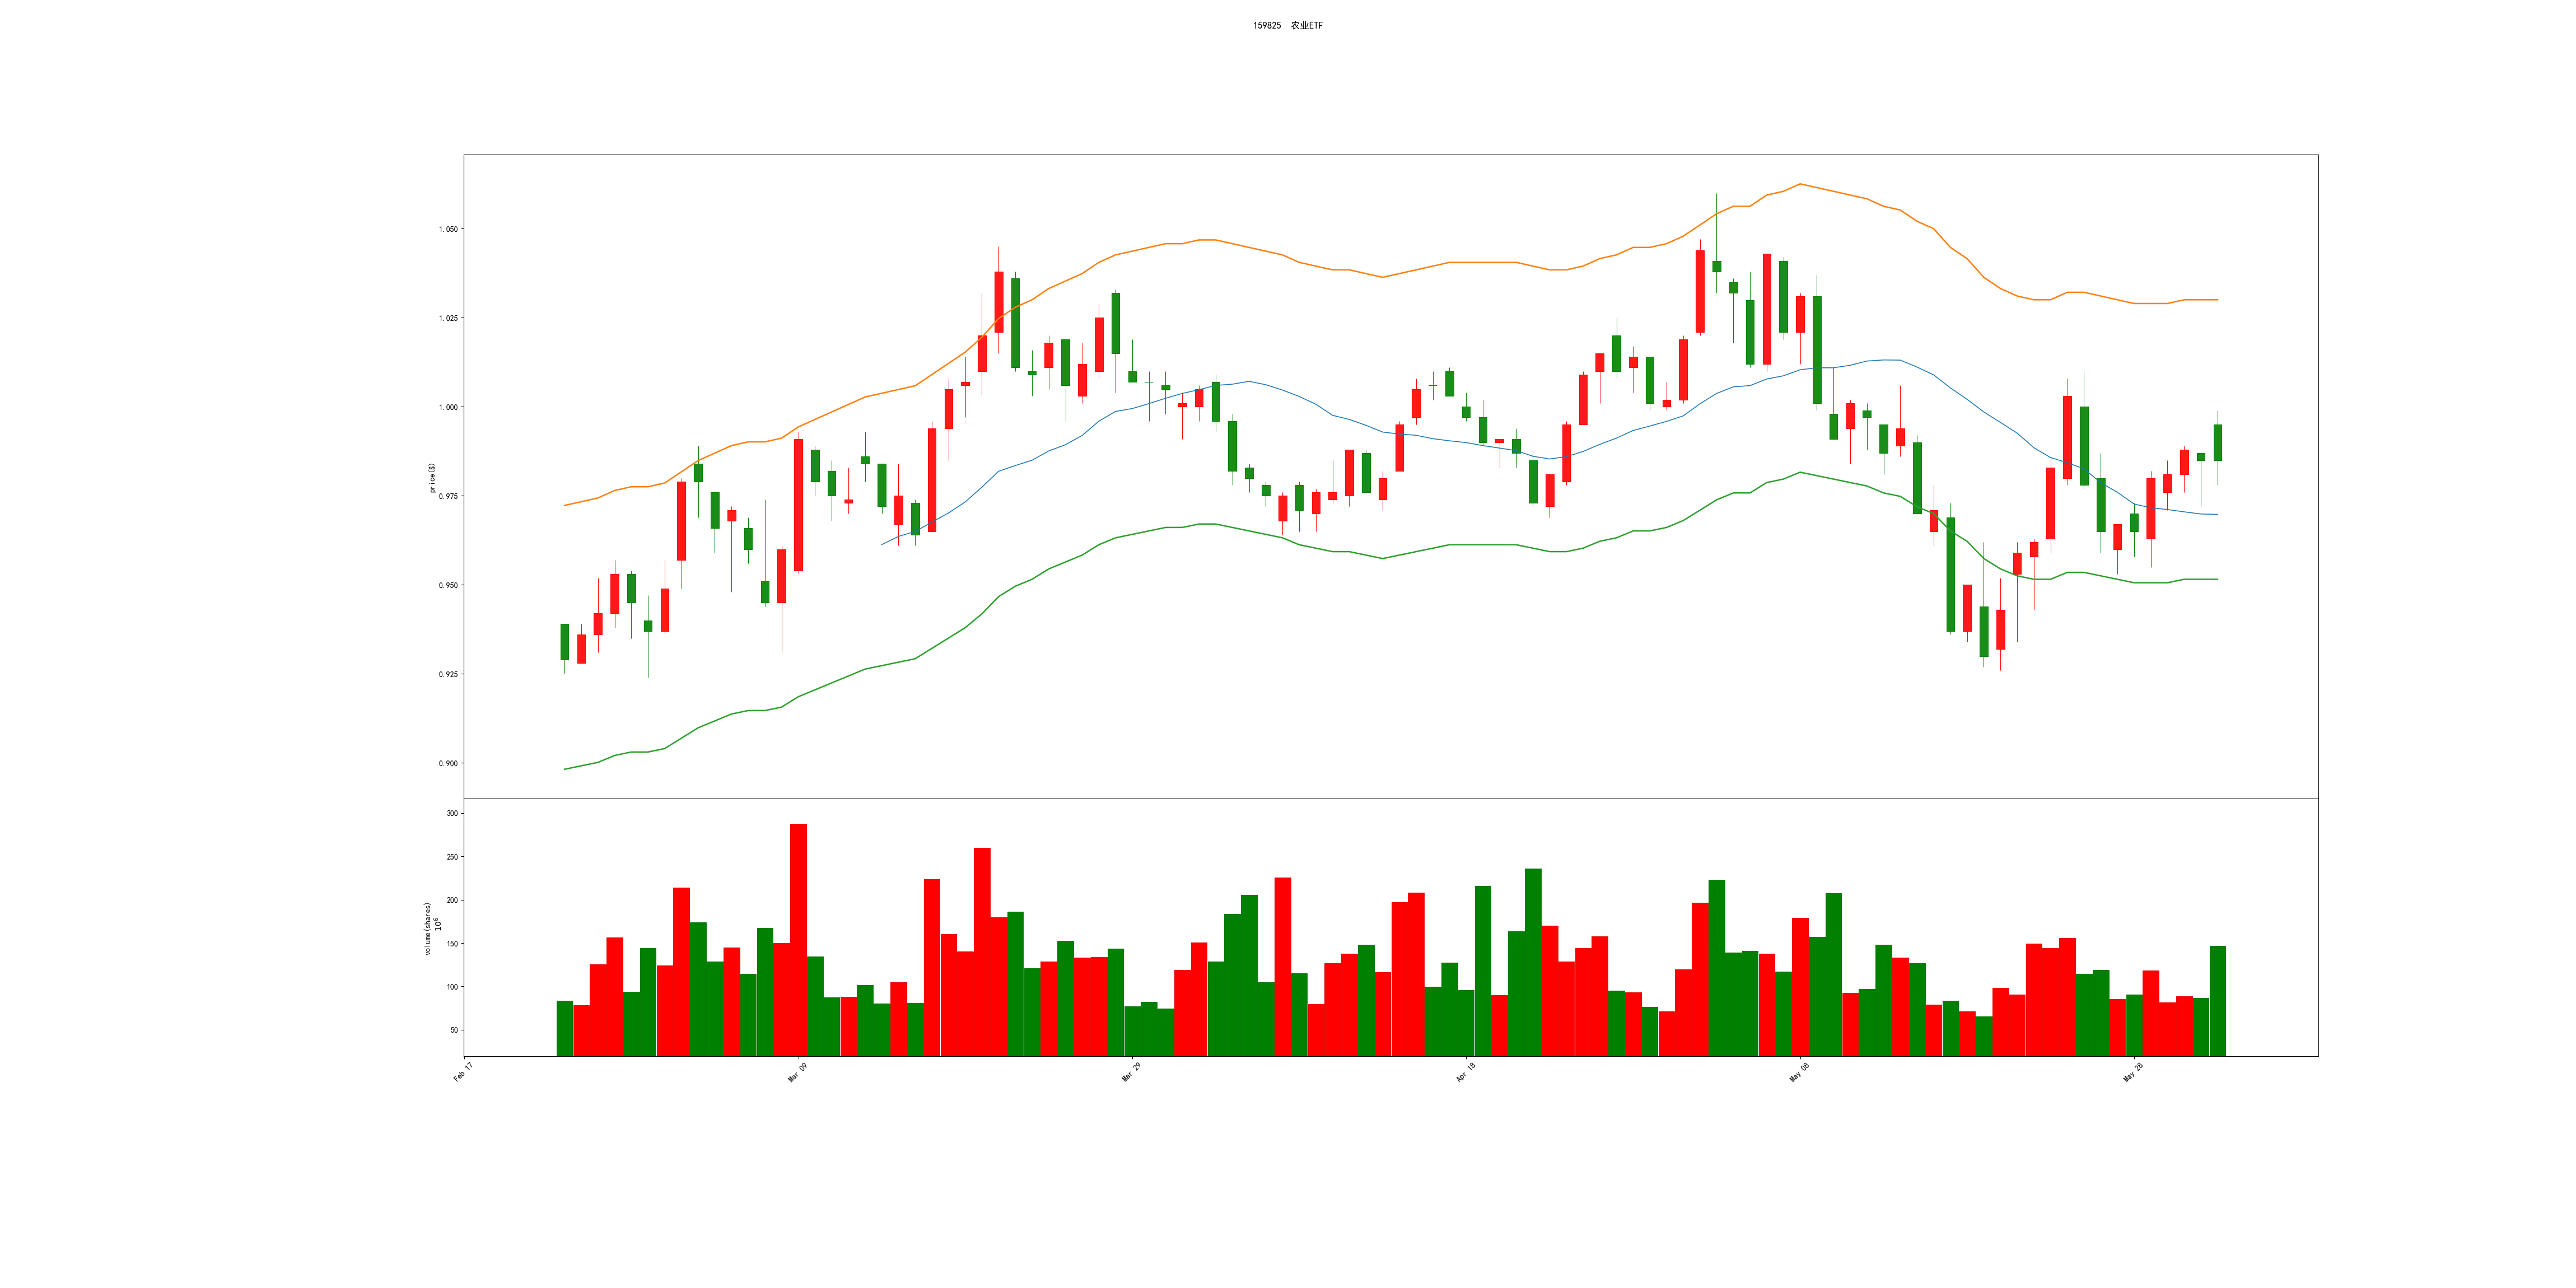 159825 农业ETF
price($)
1.050
1.025
1.000
0.975
0.950
0.925
0.900
volume(shares)
10^6
300
250
200
150
100
50
Feb 17
Mar 09
Mar 29
Apr 18
May 08
May 28